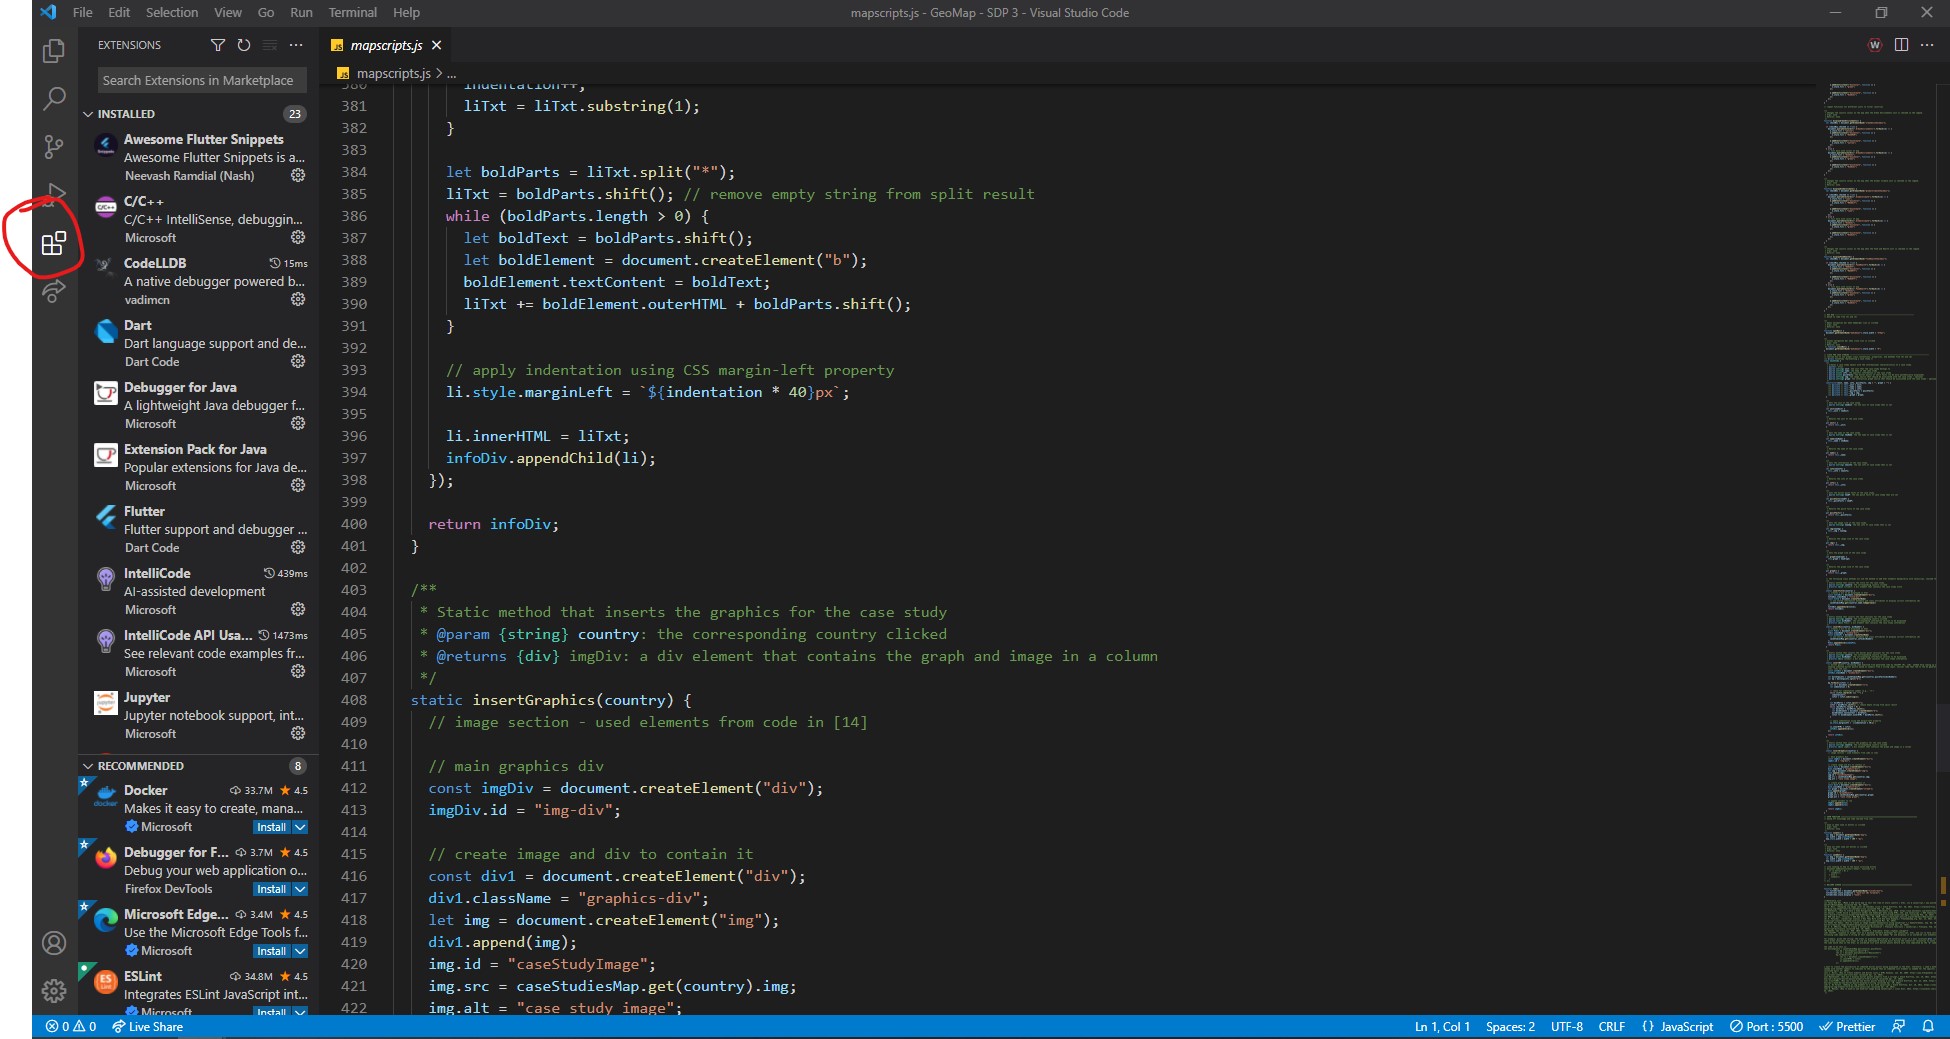 File Edit Selection View Go Run Terminal Help
mapscripts.js - GeoMap - SDP 3 - Visual Studio Code
EXTENSIONS
Search Extensions in Marketplace
INSTALLED 23
Awesome Flutter Snippets
Awesome Flutter Snippets is a...
Neevash Ramdial (Nash)
C/C++
C/C++ IntelliSense, debuggin...
Microsoft
CodeLLDB 15ms
A native debugger powered b...
vadimcn
Dart
Dart language support and de...
Dart Code
Debugger for Java
A lightweight Java debugger f...
Microsoft
Extension Pack for Java
Popular extensions for Java de...
Microsoft
Flutter
Flutter support and debugger ...
Dart Code
IntelliCode 439ms
AI-assisted development
Microsoft
IntelliCode API Usa... 1473ms
See relevant code examples fr...
Microsoft
Jupyter
Jupyter notebook support, int...
Microsoft
RECOMMENDED 8
Docker 33.7M 4.5
Makes it easy to create, mana...
Microsoft Install
Debugger for F... 3.7M 4.5
Debug your web application o...
Firefox DevTools Install
Microsoft Edge... 3.4M 4.5
Use the Microsoft Edge Tools f...
Microsoft Install
ESLint 34.8M 4.5
Integrates ESLint JavaScript int...
Microsoft Install
JS mapscripts.js
JS mapscripts.js > ...
380 indentation++;
381 liTxt = liTxt.substring(1);
382 }
383
384 let boldParts = liTxt.split("*");
385 liTxt = boldParts.shift(); // remove empty string from split result
386 while (boldParts.length > 0) {
387 let boldText = boldParts.shift();
388 let boldElement = document.createElement("b");
389 boldElement.textContent = boldText;
390 liTxt += boldElement.outerHTML + boldParts.shift();
391 }
392
393 // apply indentation using CSS margin-left property
394 li.style.marginLeft = `${indentation * 40}px`;
395
396 li.innerHTML = liTxt;
397 infoDiv.appendChild(li);
398 });
399
400 return infoDiv;
401 }
402
403 /**
404 * Static method that inserts the graphics for the case study
405 * @param {string} country: the corresponding country clicked
406 * @returns {div} imgDiv: a div element that contains the graph and image in a column
407 */
408 static insertGraphics(country) {
409 // image section - used elements from code in [14]
410
411 // main graphics div
412 const imgDiv = document.createElement("div");
413 imgDiv.id = "img-div";
414
415 // create image and div to contain it
416 const div1 = document.createElement("div");
417 div1.className = "graphics-div";
418 let img = document.createElement("img");
419 div1.append(img);
420 img.id = "caseStudyImage";
421 img.src = caseStudiesMap.get(country).img;
422 img.alt = "case study image";
0 0 Live Share
Ln 1, Col 1 Spaces: 2 UTF-8 CRLF {} JavaScript Port : 5500 Prettier